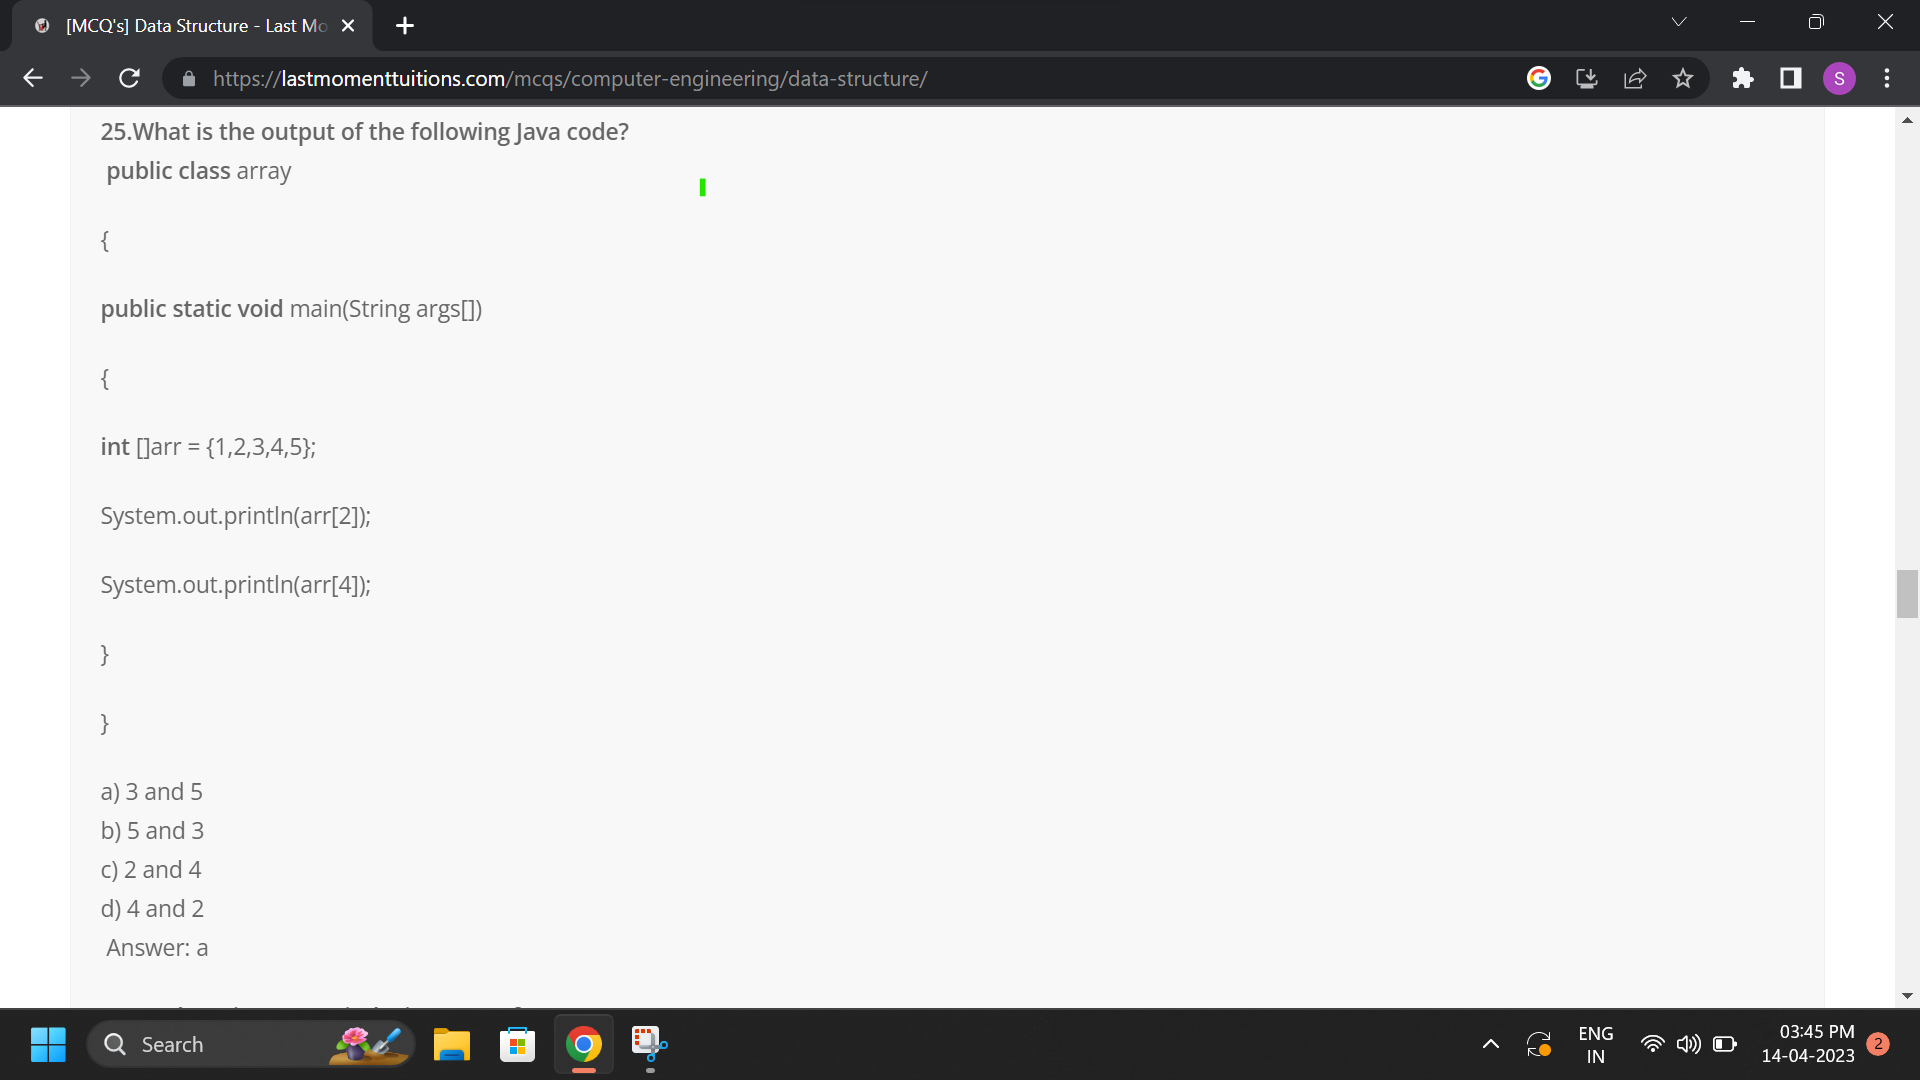 [MCQ's] Data Structure - Last Mo
https://lastmomenttuitions.com/mcqs/computer-engineering/data-structure/
S
25.What is the output of the following Java code?
public class array
{
public static void main(String args[])
{
int []arr = {1,2,3,4,5};
System.out.println(arr[2]);
System.out.println(arr[4]);
}
}
a) 3 and 5
b) 5 and 3
c) 2 and 4
d) 4 and 2
Answer: a
Search
ENG
IN
03:45 PM
14-04-2023
2